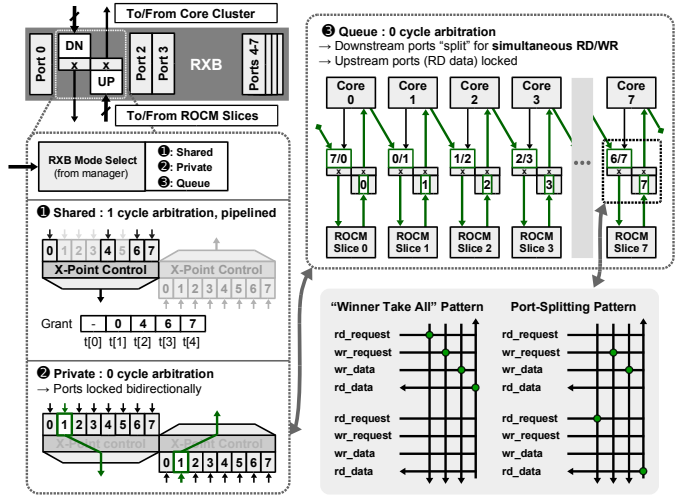 To/From Core Cluster
Port 0
DN
x x
UP
Port 2
Port 3
RXB
Ports 4-7
To/From ROCM Slices
RXB Mode Select
(from manager)
❶: Shared
❷: Private
❸: Queue
❶ Shared : 1 cycle arbitration, pipelined
0 1 2 3 4 5 6 7
X-Point Control
X-Point Control
0 1 2 3 4 5 6 7
Grant - 0 4 6 7
t[0] t[1] t[2] t[3] t[4]
❷ Private: 0 cycle arbitration
→ Ports locked bidirectionally
0 1 2 3 4 5 6 7
X-Point control
X-Point Control
0 1 2 3 4 5 6 7
❸ Queue : 0 cycle arbitration
→ Downstream ports “split” for simultaneous RD/WR
→ Upstream ports (RD data) locked
Core 0
Core 1
Core 2
Core 3
Core 7
7/0 0/1 1/2 2/3 ... 6/7
x x x x x x x x x x
0 1 2 3 7
ROCM Slice 0
ROCM Slice 1
ROCM Slice 2
ROCM Slice 3
ROCM Slice 7
“Winner Take All” Pattern
rd_request
wr_request
wr_data
rd_data
rd_request
wr_request
wr_data
rd_data
Port-Splitting Pattern
rd_request
wr_request
wr_data
rd_data
rd_request
wr_request
wr_data
rd_data